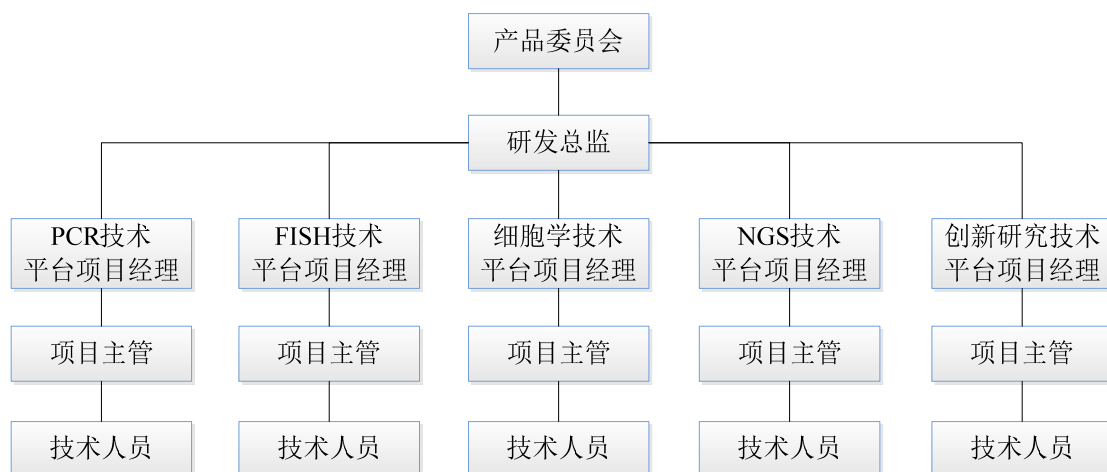 产品委员会
研发总监
PCR技术
平台项目经理
FISH技术
平台项目经理
细胞学技术
平台项目经理
NGS技术
平台项目经理
创新研究技术
平台项目经理
项目主管
项目主管
项目主管
项目主管
项目主管
技术人员
技术人员
技术人员
技术人员
技术人员